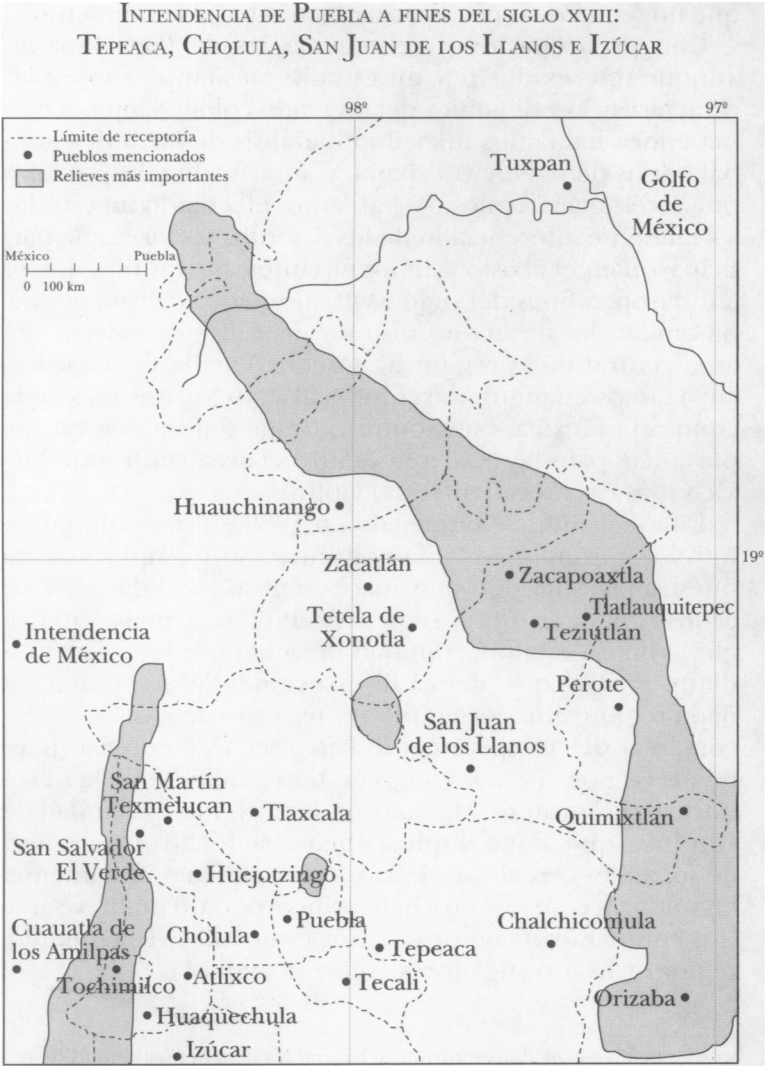 INTENDENCIA DE PUEBLA A FINES DEL SIGLO XVIII:
TEPEACA, CHOLULA, SAN JUAN DE LOS LLANOS E IZÚCAR
98º
97º
Límite de receptoría
Pueblos mencionados
Relieves más importantes
México
Puebla
0 100 km
Tuxpan
Golfo
de
México
Huauchinango
19º
Zacatlán
Zacapoaxtla
Tetela de
Xonotla
Tlatlauquitepec
Teziutlán
Intendencia
de México
Perote
San Juan
de los Llanos
San Martín
Texmelucan
Tlaxcala
Quimixtlán
San Salvador
El Verde
Huejotzingo
Puebla
Chalchicomula
Cuauatla de
los Amilpas
Cholula
Tepeaca
Tochimilco
Atlixco
Tecali
Orizaba
Huaquechula
Izúcar